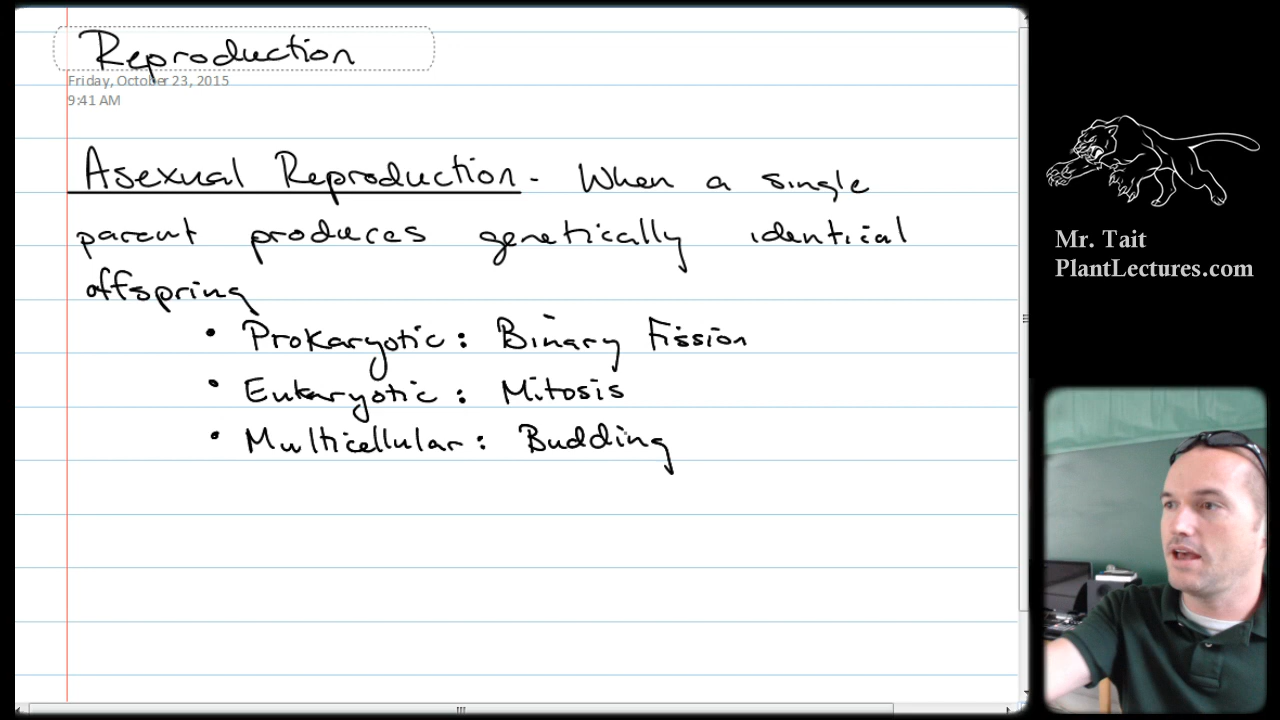 Reproduction
Friday, October 23, 2015
9:41 AM
Asexual Reproduction - When a single
parent produces genetically identical
offspring
• Prokaryotic : Binary Fission
• Eukaryotic : Mitosis
• Multicellular : Budding
Mr. Tait
PlantLectures.com